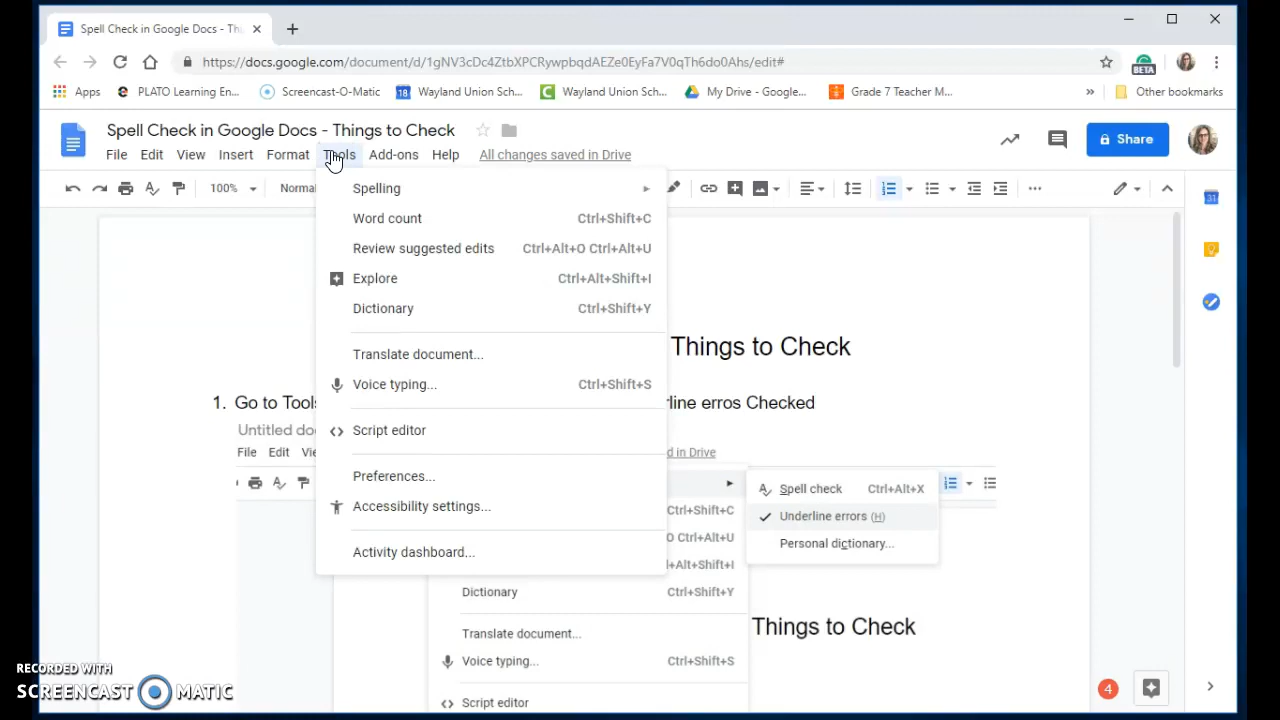 Spell Check in Google Docs - Thi
https://docs.google.com/document/d/1gNV3cDc4ZtbXPCRywpbqdAEZe0EyFa7V0qTh6do0Ahs/edit#
Apps PLATO Learning En... Screencast-O-Matic 18 Wayland Union Sch... Wayland Union Sch... My Drive - Google... Grade 7 Teacher M... » Other bookmarks
BETA
Spell Check in Google Docs - Things to Check
Share
File Edit View Insert Format Tools Add-ons Help All changes saved in Drive
100% Normal
31
Spelling
Word count Ctrl+Shift+C
Review suggested edits Ctrl+Alt+O Ctrl+Alt+U
Explore Ctrl+Alt+Shift+I
Dictionary Ctrl+Shift+Y
Translate document...
Voice typing... Ctrl+Shift+S
Script editor
Preferences...
Accessibility settings...
Activity dashboard...
Things to Check
1. Go to Tools rline erros Checked
Untitled do
File Edit Vi d in Drive
Spell check Ctrl+Alt+X
Underline errors (H)
Personal dictionary...
Ctrl+Shift+C
O Ctrl+Alt+U
+Alt+Shift+I
Dictionary Ctrl+Shift+Y
Translate document... Things to Check
Voice typing... Ctrl+Shift+S
Script editor
4
RECORDED WITH
SCREENCAST MATIC